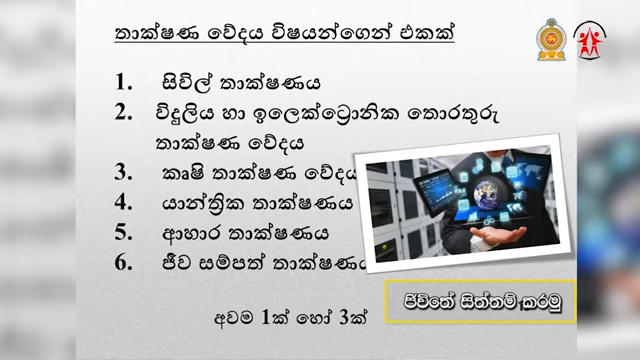 තාක්ෂණ වේදය විෂයන්ගෙන් එකක්
1. සිවිල් තාක්ෂණය
2. විදුලිය හා ඉලෙක්ට්‍රොනික තොරතුරු
තාක්ෂණ වේදය
3. කෘෂි තාක්ෂණ වේදය
4. යාන්ත්‍රික තාක්ෂණය
5. ආහාර තාක්ෂණය
6. ජීව සම්පත් තාක්ෂණය
ජීවිතේ සිත්තම් කරමු
අවම 1ක් හෝ 3ක්